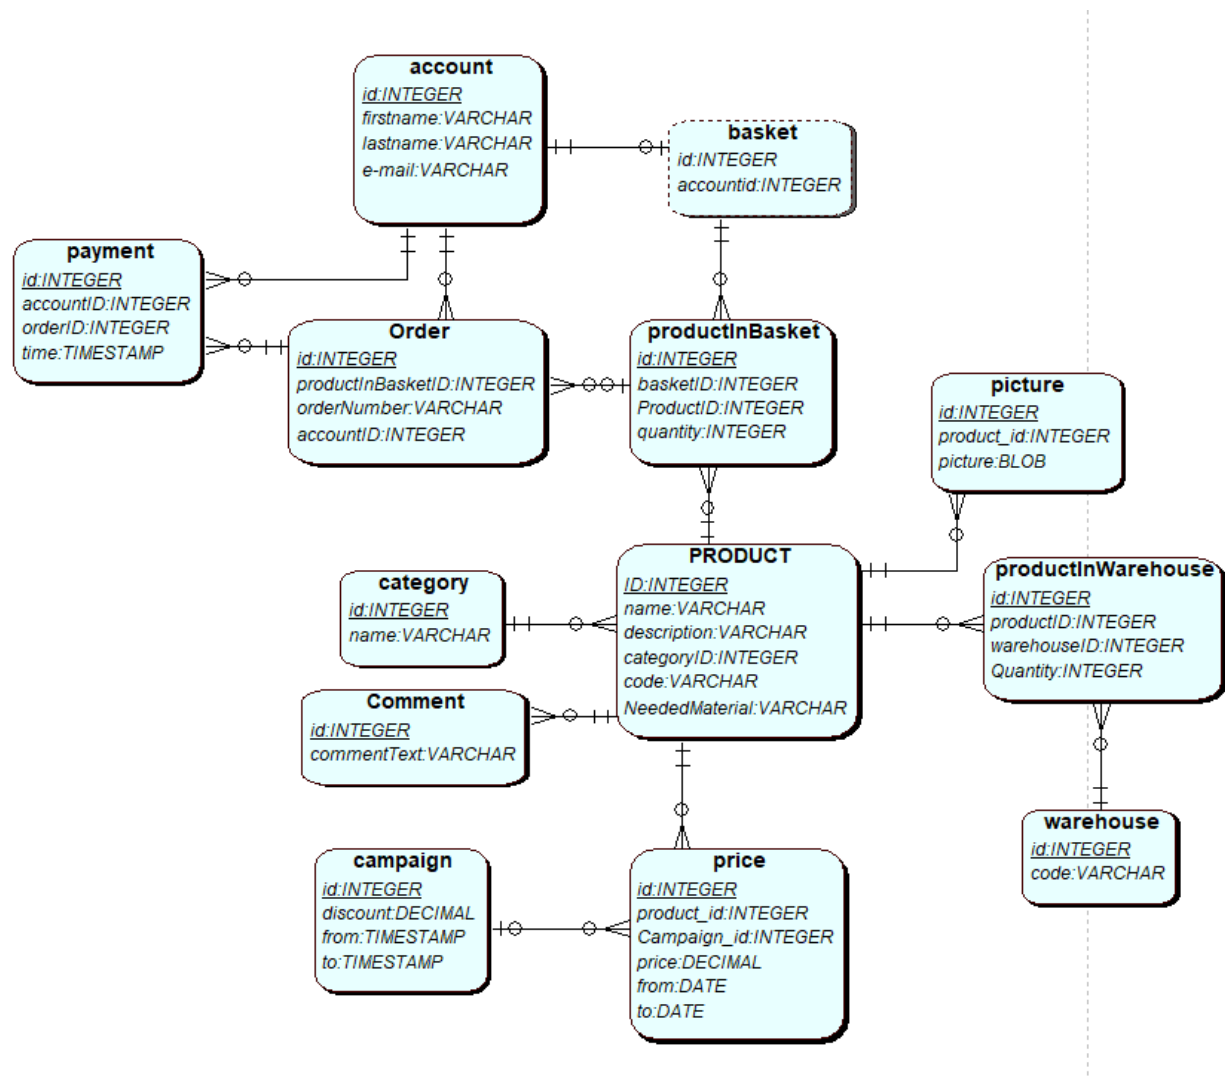 account
id:INTEGER
firstname:VARCHAR
lastname:VARCHAR
e-mail:VARCHAR
basket
id:INTEGER
accountid:INTEGER
payment
id:INTEGER
accountID:INTEGER
orderID:INTEGER
time:TIMESTAMP
Order
id:INTEGER
productInBasketID:INTEGER
orderNumber:VARCHAR
accountID:INTEGER
productInBasket
id:INTEGER
basketID:INTEGER
ProductID:INTEGER
quantity:INTEGER
picture
id:INTEGER
product_id:INTEGER
picture:BLOB
category
id:INTEGER
name:VARCHAR
PRODUCT
ID:INTEGER
name:VARCHAR
description:VARCHAR
categoryID:INTEGER
code:VARCHAR
NeededMaterial:VARCHAR
productInWarehouse
id:INTEGER
productID:INTEGER
warehouseID:INTEGER
Quantity:INTEGER
Comment
id:INTEGER
commentText:VARCHAR
campaign
id:INTEGER
discount:DECIMAL
from:TIMESTAMP
to:TIMESTAMP
price
id:INTEGER
product_id:INTEGER
Campaign_id:INTEGER
price:DECIMAL
from:DATE
to:DATE
warehouse
id:INTEGER
code:VARCHAR